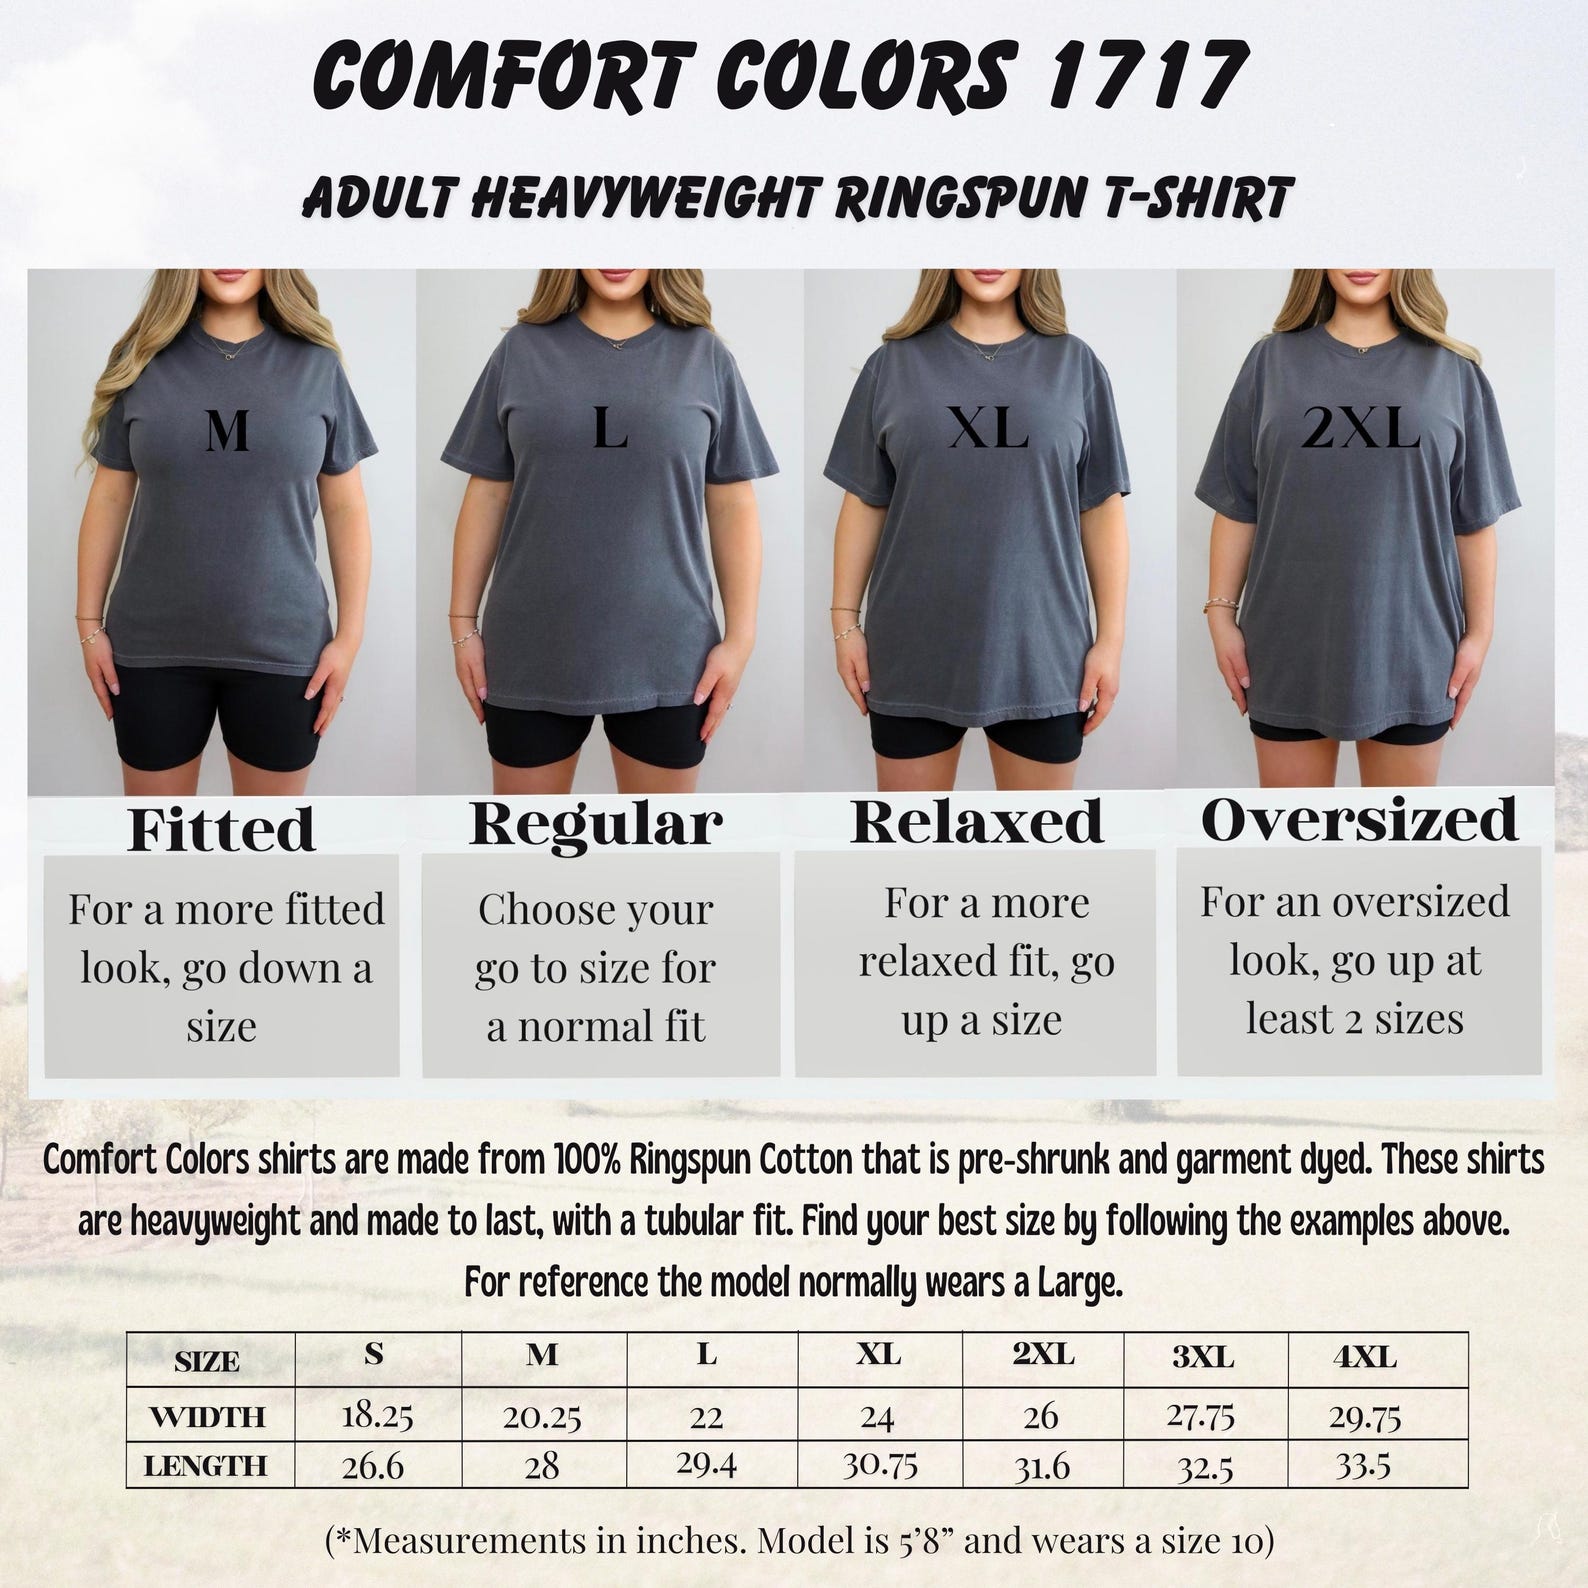 COMFORT COLORS 1717
ADULT HEAVYWEIGHT RINGSPUN T-SHIRT
M
L
XL
2XL
Fitted
For a more fitted
look, go down a
size
Regular
Choose your
go to size for
a normal fit
Relaxed
For a more
relaxed fit, go
up a size
Oversized
For an oversized
look, go up at
least 2 sizes
Comfort Colors shirts are made from 100% Ringspun Cotton that is pre-shrunk and garment dyed. These shirts
are heavyweight and made to last, with a tubular fit. Find your best size by following the examples above.
For reference the model normally wears a Large.
SIZE S M L XL 2XL 3XL 4XL
WIDTH 18.25 20.25 22 24 26 27.75 29.75
LENGTH 26.6 28 29.4 30.75 31.6 32.5 33.5
(*Measurements in inches. Model is 5’8” and wears a size 10)